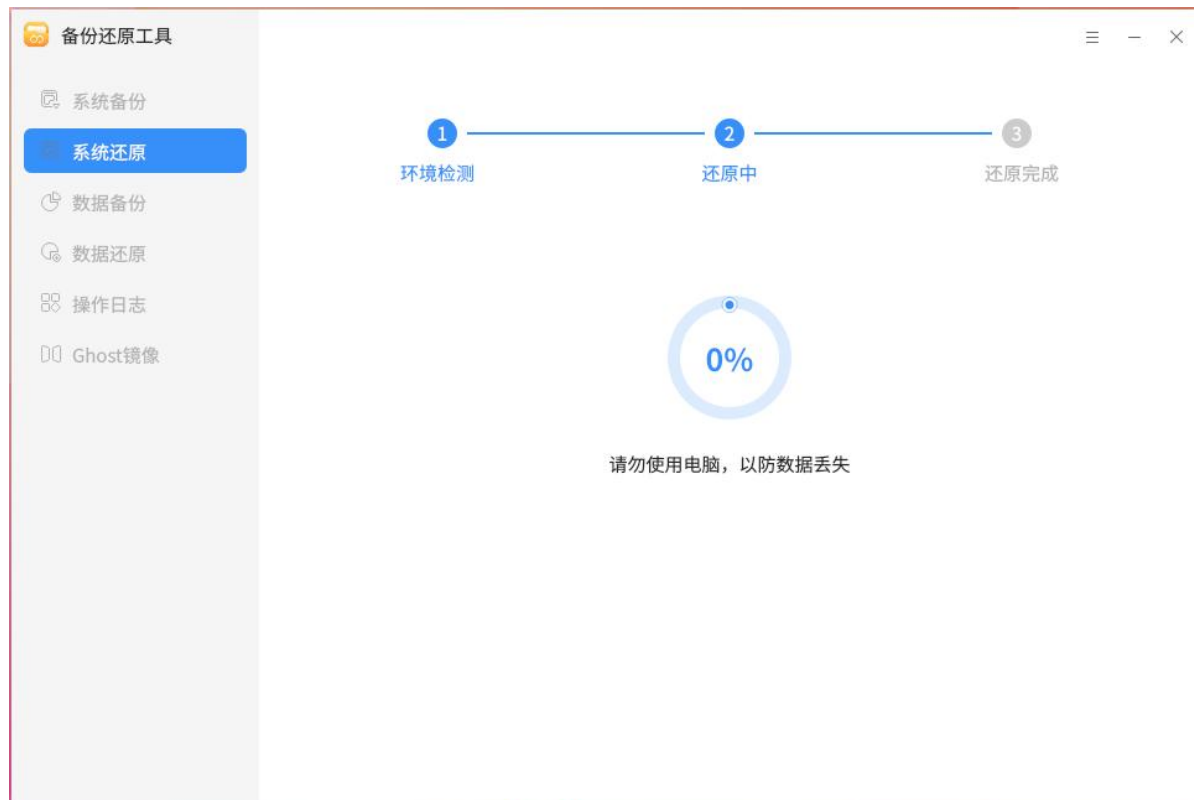 备份还原工具
系统备份
系统还原
数据备份
数据还原
操作日志
Ghost镜像
1
2
3
环境检测
还原中
还原完成
0%
请勿使用电脑，以防数据丢失